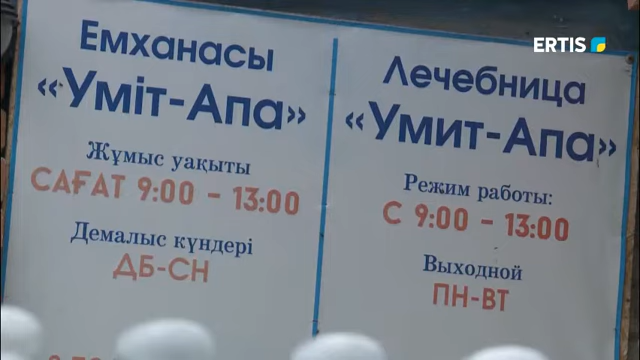 ERTIS
Емханасы
«Уміт-Апа»
Жұмыс уақыты
САҒАТ 9:00 - 13:00
Демалыс күндері
ДБ-СН
Лечебница
«Умит-Апа»
Режим работы:
С 9:00 - 13:00
Выходной
ПН-ВТ